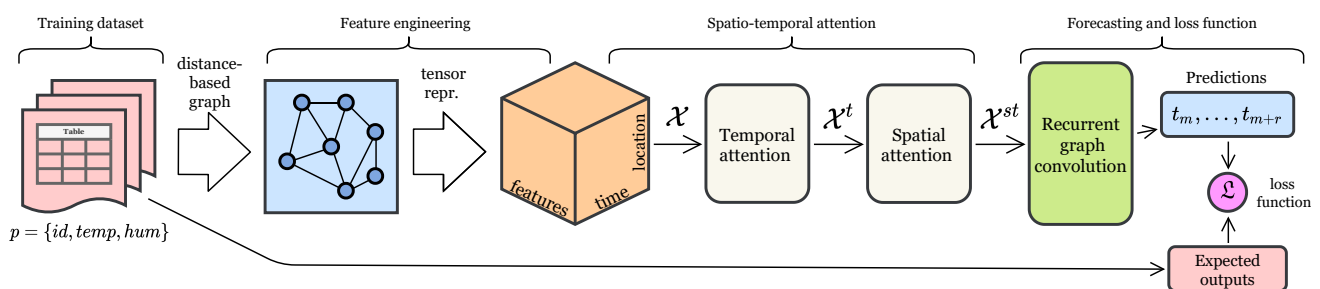 Training dataset
Feature engineering
Spatio-temporal attention
Forecasting and loss function
distance-
based
graph
tensor
repr.
Table
p = {id, temp, hum}
features
time
location
𝒳
Temporal
attention
𝒳^t
Spatial
attention
𝒳^{st}
Recurrent
graph
convolution
Predictions
t_m, . . . , t_{m+r}
𝔏
loss
function
Expected
outputs